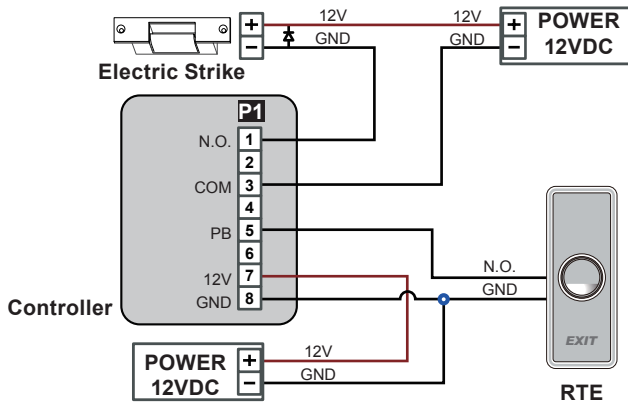 12V 12V POWER
+ + 12VDC
− GND GND −
Electric Strike
P1
N.O. 1
2
COM 3
4
PB 5
6
12V 7
GND 8
N.O.
GND
EXIT
RTE
Controller
POWER + 12V
12VDC − GND